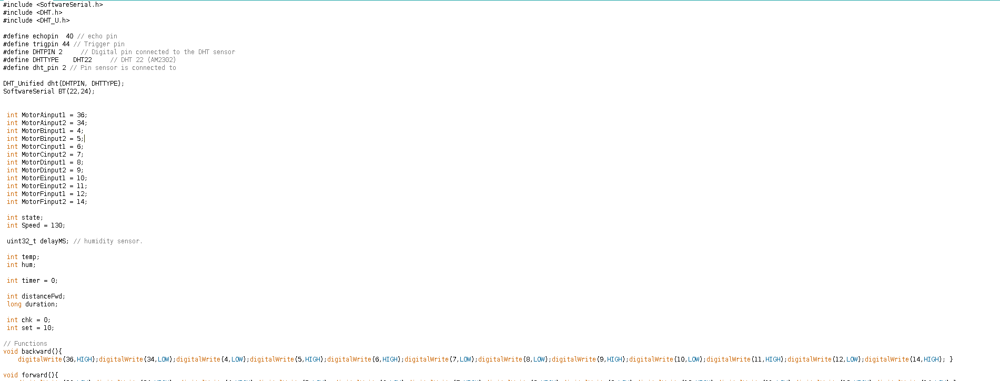 #include <SoftwareSerial.h>
#include <DHT.h>
#include <DHT_U.h>
#define echopin  40 // echo pin
#define trigpin 44 // Trigger pin
#define DHTPIN 2     // Digital pin connected to the DHT sensor
#define DHTTYPE    DHT22     // DHT 22 (AM2302)
#define dht_pin 2 // Pin sensor is connected to
DHT_Unified dht(DHTPIN, DHTTYPE);
SoftwareSerial BT(22,24);
int MotorAinput1 = 36;
int MotorAinput2 = 34;
int MotorBinput1 = 4;
int MotorBinput2 = 5;
int MotorCinput1 = 6;
int MotorCinput2 = 7;
int MotorDinput1 = 8;
int MotorDinput2 = 9;
int MotorEinput1 = 10;
int MotorEinput2 = 11;
int MotorFinput1 = 12;
int MotorFinput2 = 14;
int state;
int Speed = 130;
uint32_t delayMS; // humidity sensor.
int temp;
int hum;
int timer = 0;
int distanceFwd;
long duration;
int chk = 0;
int set = 10;
// Functions
void backward(){
digitalWrite(36,HIGH);digitalWrite(34,LOW);digitalWrite(4,LOW);digitalWrite(5,HIGH);digitalWrite(6,HIGH);digitalWrite(7,LOW);digitalWrite(8,LOW);digitalWrite(9,HIGH);digitalWrite(10,LOW);digitalWrite(11,HIGH);digitalWrite(12,LOW);digitalWrite(14,HIGH); }
void forward(){